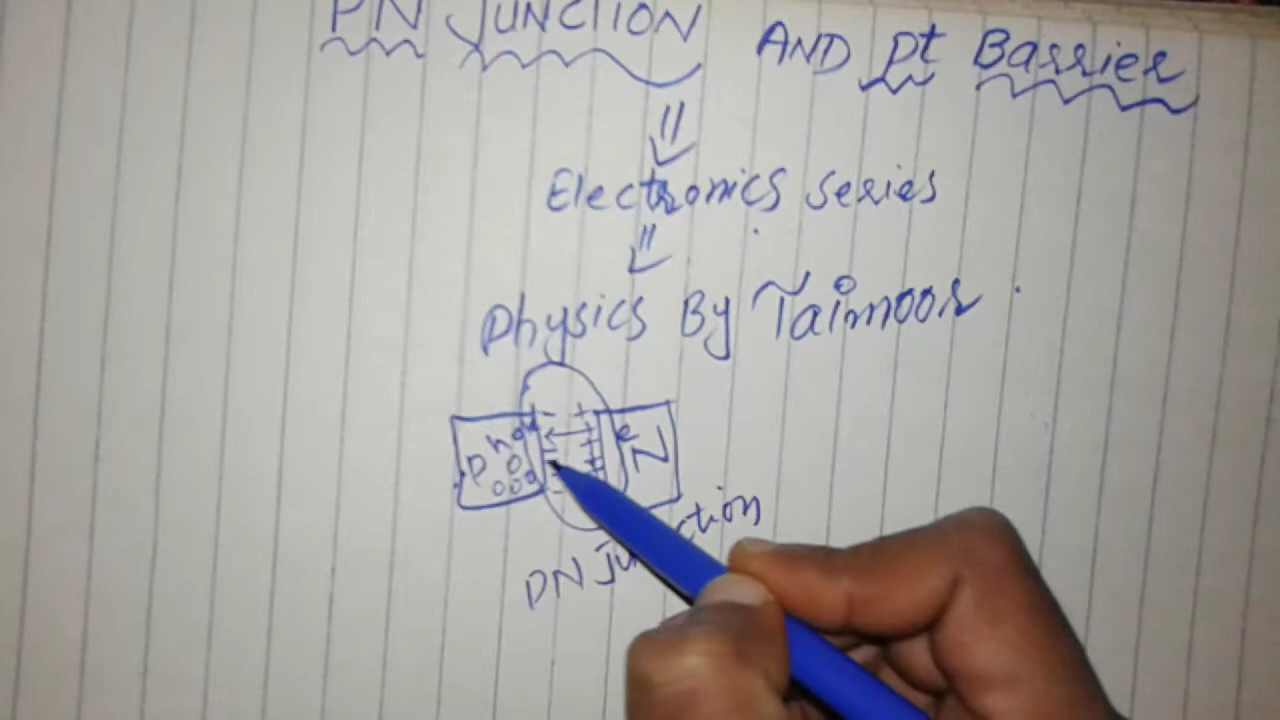 PN JUNCTION AND Pt Barrier
Electronics series
Physics By Taimoor
P h N
e
PN Junction